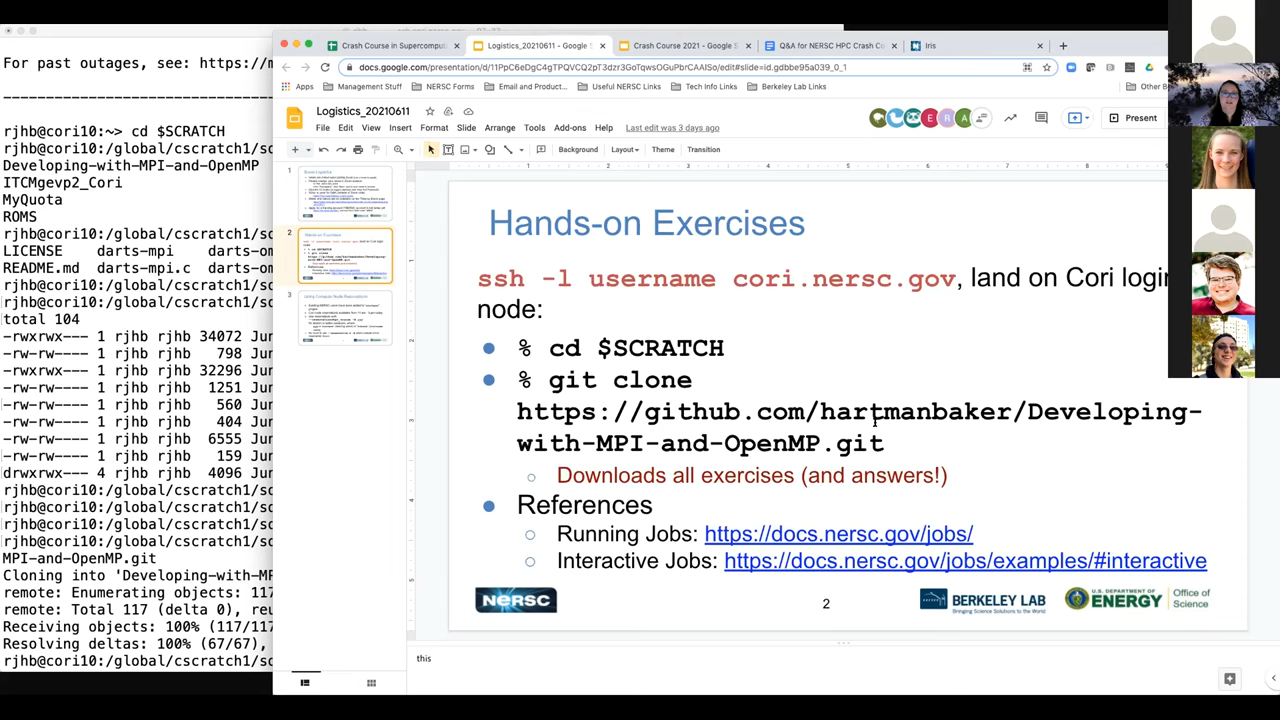 For past outages, see: https://m
rjhb@cori10:~> cd $SCRATCH
rjhb@cori10:/global/cscratch1/sc
Developing-with-MPI-and-OpenMP
ITCMgevp2_Cori
MyQuota
ROMS
rjhb@cori10:/global/cscratch1/sc
LICENSE darts-mpi darts-om
README.md darts-mpi.c darts-om
rjhb@cori10:/global/cscratch1/sc
rjhb@cori10:/global/cscratch1/sc
total 104
-rwxrwx--- 1 rjhb rjhb 34072 Jun
-rw-rw---- 1 rjhb rjhb 798 Jun
-rwxrwx--- 1 rjhb rjhb 32296 Jun
-rw-rw---- 1 rjhb rjhb 1251 Jun
-rw-rw---- 1 rjhb rjhb 560 Jun
-rw-rw---- 1 rjhb rjhb 404 Jun
-rw-rw---- 1 rjhb rjhb 6555 Jun
-rw-rw---- 1 rjhb rjhb 159 Jun
drwxrwx--- 4 rjhb rjhb 4096 Jun
rjhb@cori10:/global/cscratch1/sc
rjhb@cori10:/global/cscratch1/sc
rjhb@cori10:/global/cscratch1/sc
rjhb@cori10:/global/cscratch1/sc
MPI-and-OpenMP.git
Cloning into 'Developing-with-MP
remote: Enumerating objects: 117
remote: Total 117 (delta 0), reu
Receiving objects: 100% (117/117
Resolving deltas: 100% (67/67),
rjhb@cori10:/global/cscratch1/sc
Crash Course in Supercomput
Logistics_20210611 - Google S
Crash Course 2021 - Google S
Q&A for NERSC HPC Crash C
Iris
docs.google.com/presentation/d/11PpC6eDgC4gTPQVCQ2pT3dzr3GoTqwsOGuPbrCAAISo/edit#slide=id.gdbbe95a039_0_1
Apps
Management Stuff
NERSC Forms
Email and Product...
Useful NERSC Links
Tech Info Links
Berkeley Lab Links
Other B
Logistics_20210611
File Edit View Insert Format Slide Arrange Tools Add-ons Help Last edit was 3 days ago
E R A
Present
Background Layout Theme Transition
1
2
3
Hands-on Exercises
ssh -l username cori.nersc.gov, land on Cori login
node:
% cd $SCRATCH
% git clone
https://github.com/hartmanbaker/Developing-
with-MPI-and-OpenMP.git
Downloads all exercises (and answers!)
References
Running Jobs: https://docs.nersc.gov/jobs/
Interactive Jobs: https://docs.nersc.gov/jobs/examples/#interactive
NERSC
2
BERKELEY LAB
Bringing Science Solutions to the World
U.S. DEPARTMENT OF
ENERGY
Office of
Science
this